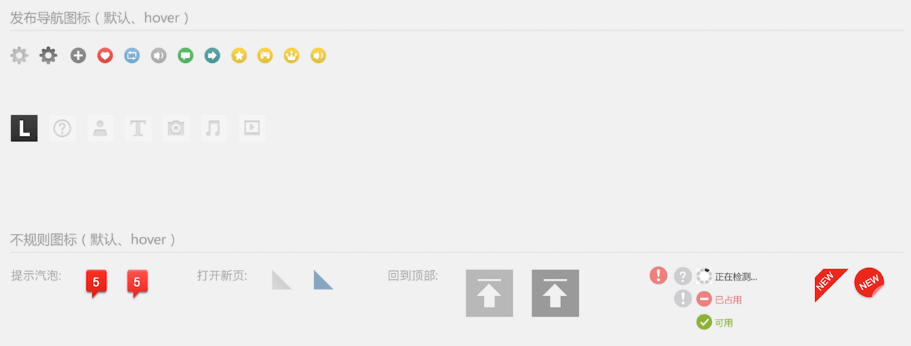 发布导航图标（默认、hover）
L ? T
不规则图标（默认、hover）
提示汽泡: 5 5 打开新页: 回到顶部: ! ? 正在检测... NEW NEW
! 已占用
可用